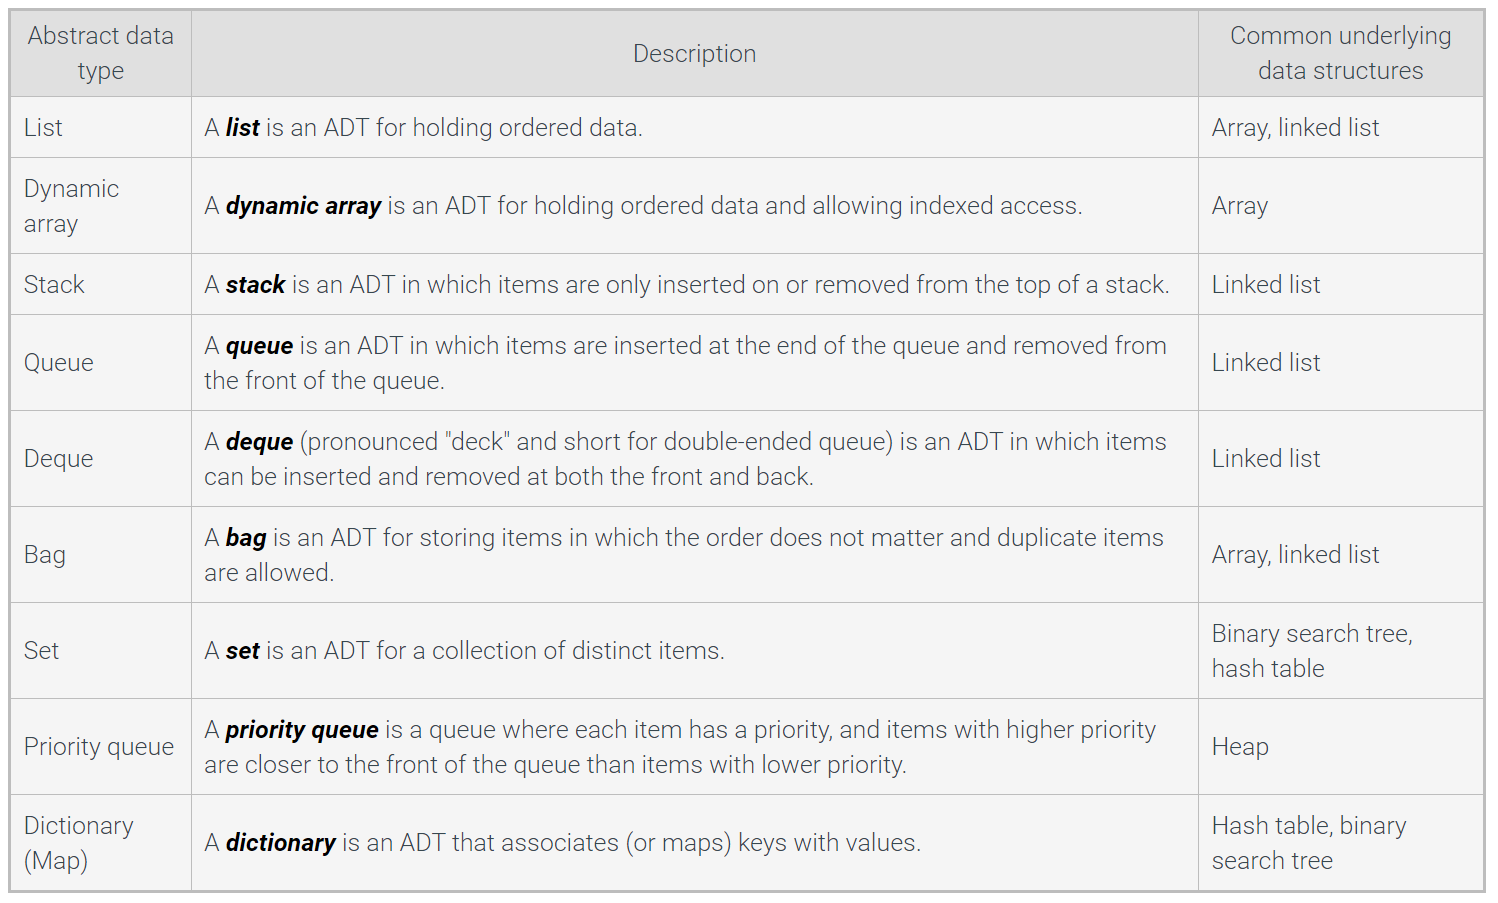 Abstract data
type
Description
Common underlying
data structures
List
A list is an ADT for holding ordered data.
Array, linked list
Dynamic
array
A dynamic array is an ADT for holding ordered data and allowing indexed access.
Array
Stack
A stack is an ADT in which items are only inserted on or removed from the top of a stack.
Linked list
Queue
A queue is an ADT in which items are inserted at the end of the queue and removed from
the front of the queue.
Linked list
Deque
A deque (pronounced "deck" and short for double-ended queue) is an ADT in which items
can be inserted and removed at both the front and back.
Linked list
Bag
A bag is an ADT for storing items in which the order does not matter and duplicate items
are allowed.
Array, linked list
Set
A set is an ADT for a collection of distinct items.
Binary search tree,
hash table
Priority queue
A priority queue is a queue where each item has a priority, and items with higher priority
are closer to the front of the queue than items with lower priority.
Heap
Dictionary
(Map)
A dictionary is an ADT that associates (or maps) keys with values.
Hash table, binary
search tree